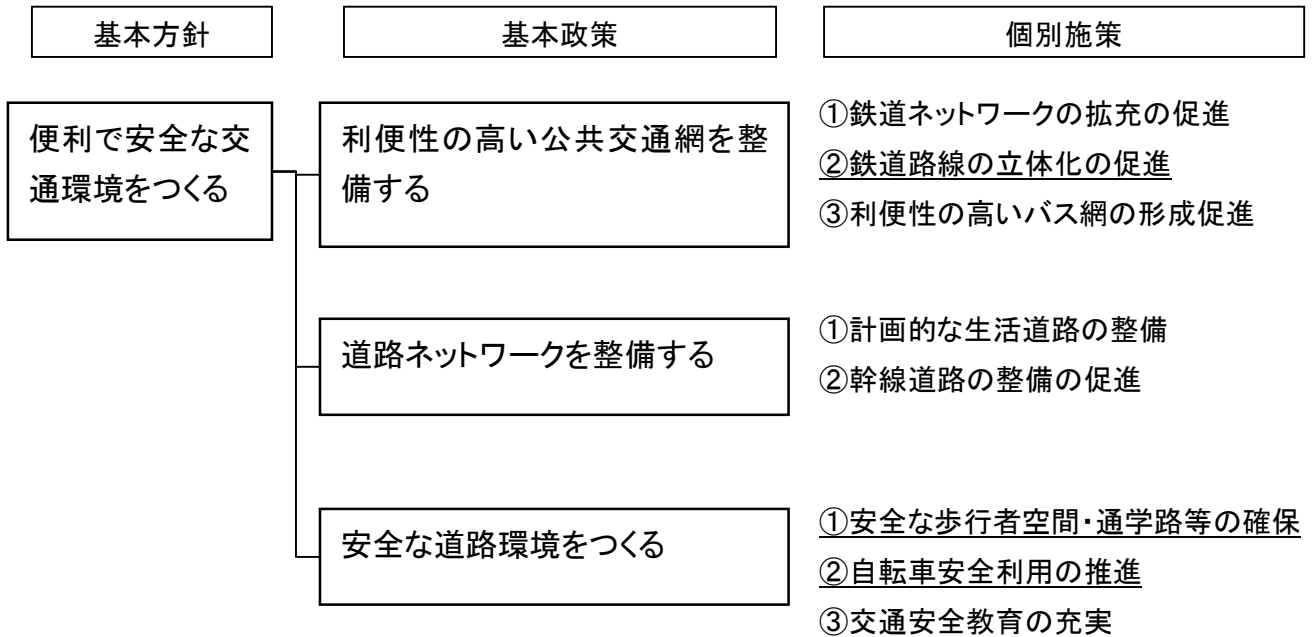 基本方針
基本政策
個別施策
便利で安全な交
通環境をつくる
利便性の高い公共交通網を整
備する
①鉄道ネットワークの拡充の促進
②鉄道路線の立体化の促進
③利便性の高いバス網の形成促進
道路ネットワークを整備する
①計画的な生活道路の整備
②幹線道路の整備の促進
安全な道路環境をつくる
①安全な歩行者空間・通学路等の確保
②自転車安全利用の推進
③交通安全教育の充実